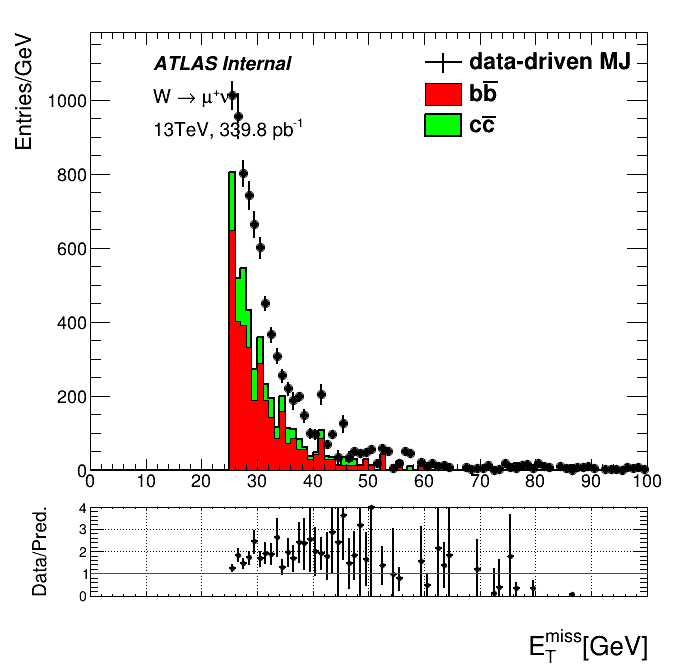 Entries/GeV
ATLAS Internal
W → μ⁺ν
13TeV, 339.8 pb⁻¹
data-driven MJ
bb̅
cc̅
1000
800
600
400
200
0
0 10 20 30 40 50 60 70 80 90 100
Data/Pred.
4
3
2
1
0
E_T^miss[GeV]